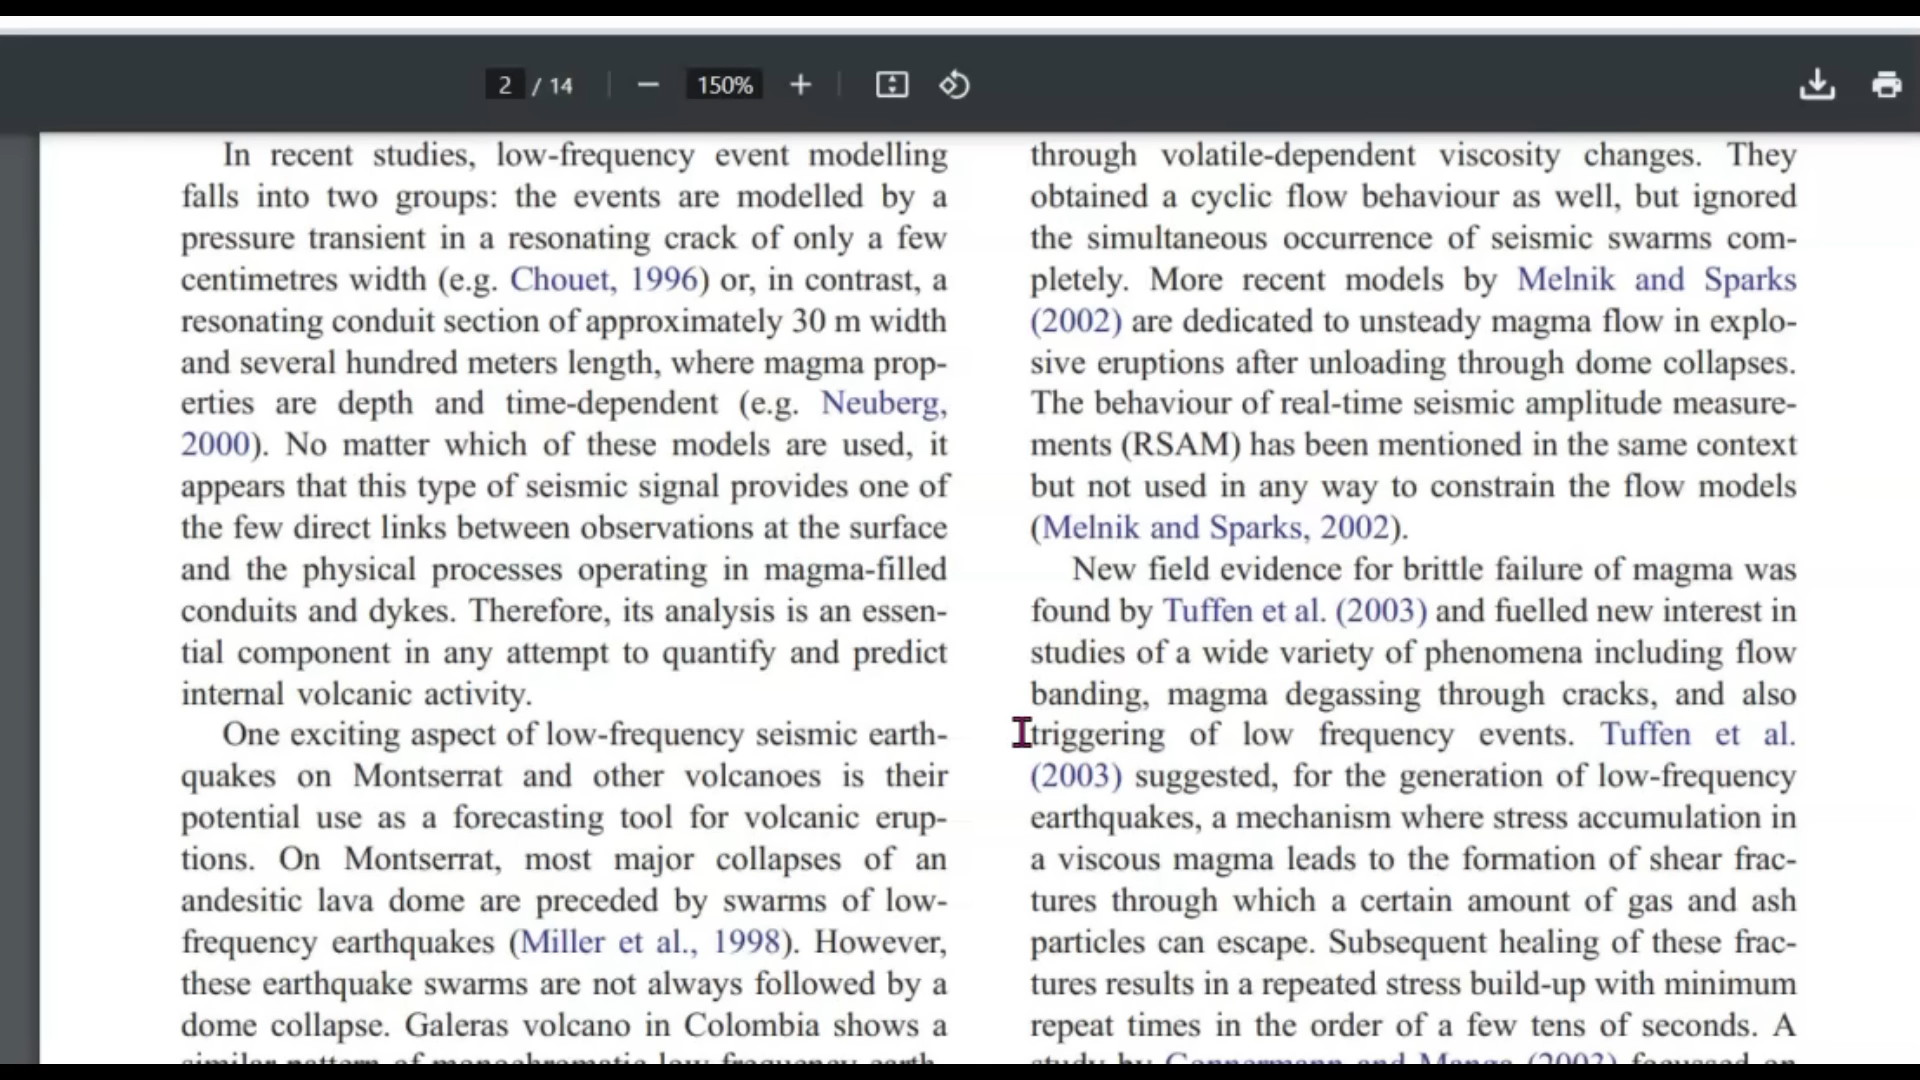 2 / 14
150%
In recent studies, low-frequency event modelling
falls into two groups: the events are modelled by a
pressure transient in a resonating crack of only a few
centimetres width (e.g. Chouet, 1996) or, in contrast, a
resonating conduit section of approximately 30 m width
and several hundred meters length, where magma prop-
erties are depth and time-dependent (e.g. Neuberg,
2000). No matter which of these models are used, it
appears that this type of seismic signal provides one of
the few direct links between observations at the surface
and the physical processes operating in magma-filled
conduits and dykes. Therefore, its analysis is an essen-
tial component in any attempt to quantify and predict
internal volcanic activity.
One exciting aspect of low-frequency seismic earth-
quakes on Montserrat and other volcanoes is their
potential use as a forecasting tool for volcanic erup-
tions. On Montserrat, most major collapses of an
andesitic lava dome are preceded by swarms of low-
frequency earthquakes (Miller et al., 1998). However,
these earthquake swarms are not always followed by a
dome collapse. Galeras volcano in Colombia shows a
similar pattern of monochromatic low-frequency earth-
through volatile-dependent viscosity changes. They
obtained a cyclic flow behaviour as well, but ignored
the simultaneous occurrence of seismic swarms com-
pletely. More recent models by Melnik and Sparks
(2002) are dedicated to unsteady magma flow in explo-
sive eruptions after unloading through dome collapses.
The behaviour of real-time seismic amplitude measure-
ments (RSAM) has been mentioned in the same context
but not used in any way to constrain the flow models
(Melnik and Sparks, 2002).
New field evidence for brittle failure of magma was
found by Tuffen et al. (2003) and fuelled new interest in
studies of a wide variety of phenomena including flow
banding, magma degassing through cracks, and also
triggering of low frequency events. Tuffen et al.
(2003) suggested, for the generation of low-frequency
earthquakes, a mechanism where stress accumulation in
a viscous magma leads to the formation of shear frac-
tures through which a certain amount of gas and ash
particles can escape. Subsequent healing of these frac-
tures results in a repeated stress build-up with minimum
repeat times in the order of a few tens of seconds. A
study by Gonnermann and Manga (2003) focussed on